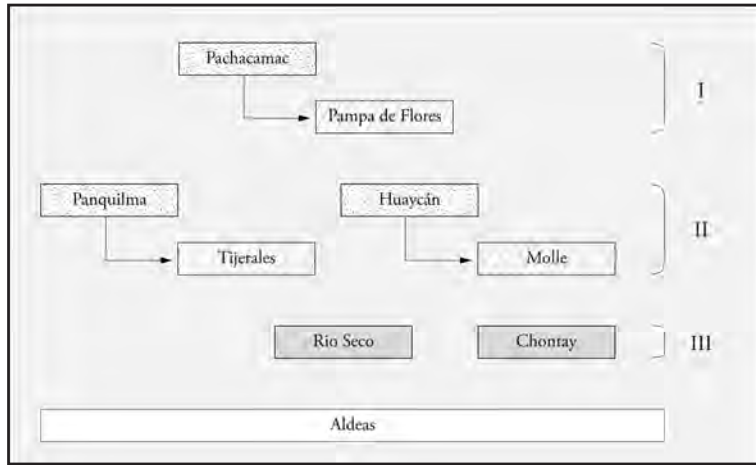 Pachacamac
I
Pampa de Flores
Panquilma
Huaycán
II
Tijerales
Molle
Rio Seco
Chontay
III
Aldeas